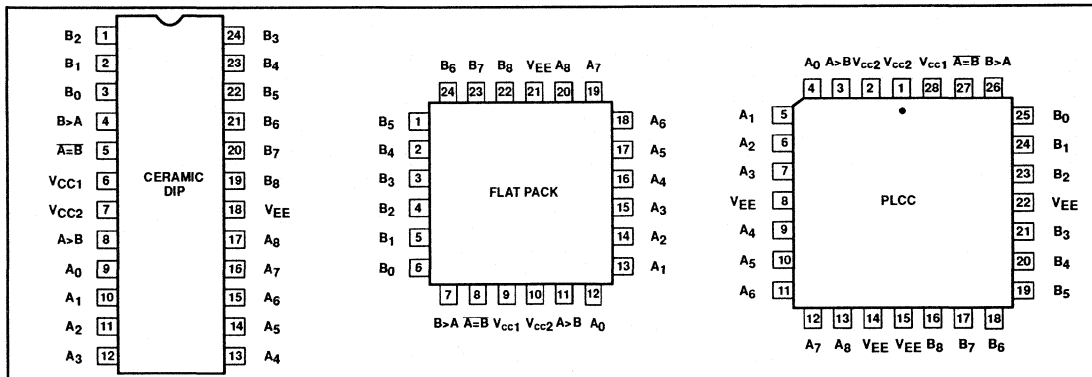 B2 1 24 B3
B1 2 23 B4
B0 3 22 B5
B>A 4 21 B6
A=B 5 20 B7
VCC1 6 19 B8
VCC2 7 18 VEE
A>B 8 17 A8
A0 9 16 A7
A1 10 15 A6
A2 11 14 A5
A3 12 13 A4
CERAMIC
DIP
B6 B7 B8 VEE A8 A7
24 23 22 21 20 19
B5 1 18 A6
B4 2 17 A5
B3 3 16 A4
B2 4 15 A3
B1 5 14 A2
B0 6 13 A1
FLAT PACK
7 8 9 10 11 12
B>A A=B Vcc1 Vcc2 A>B A0
A0 A>B Vcc2 Vcc2 Vcc1 A=B B>A
4 3 2 1 28 27 26
A1 5 25 B0
A2 6 24 B1
A3 7 23 B2
VEE 8 22 VEE
A4 9 21 B3
A5 10 20 B4
A6 11 19 B5
PLCC
12 13 14 15 16 17 18
A7 A8 VEE VEE B8 B7 B6